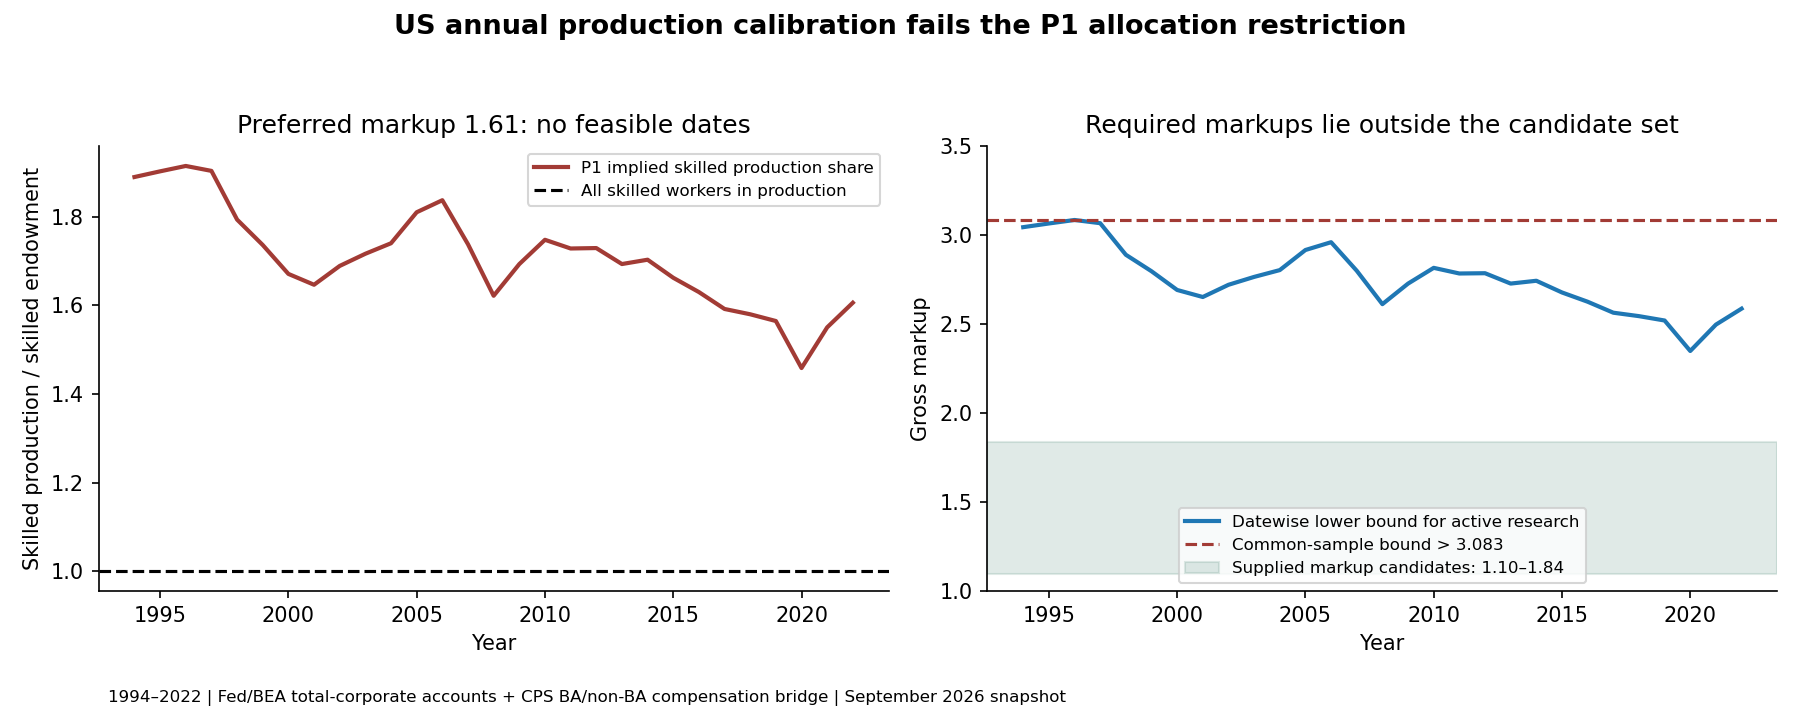 US annual production calibration fails the P1 allocation restriction
Preferred markup 1.61: no feasible dates
Skilled production / skilled endowment
1.8
1.6
1.4
1.2
1.0
P1 implied skilled production share
All skilled workers in production
1995 2000 2005 2010 2015 2020
Year
Required markups lie outside the candidate set
Gross markup
3.5
3.0
2.5
2.0
1.5
1.0
Datewise lower bound for active research
Common-sample bound > 3.083
Supplied markup candidates: 1.10–1.84
1995 2000 2005 2010 2015 2020
Year
1994–2022 | Fed/BEA total-corporate accounts + CPS BA/non-BA compensation bridge | September 2026 snapshot